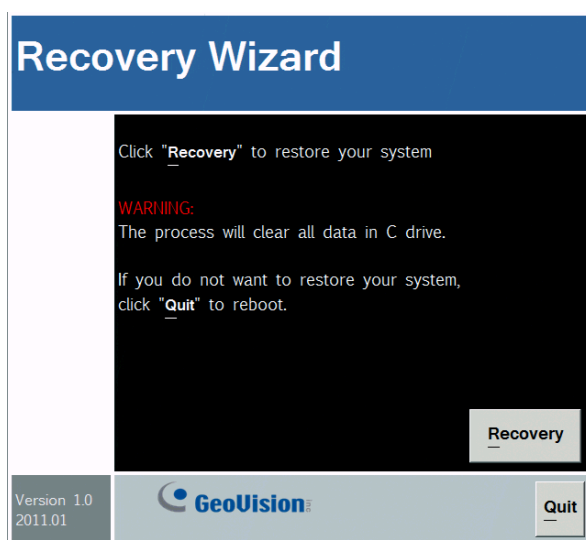 Recovery Wizard
Click "Recovery" to restore your system
WARNING:
The process will clear all data in C drive.
If you do not want to restore your system,
click "Quit" to reboot.
Recovery
Version 1.0
2011.01
GeoVision
Quit